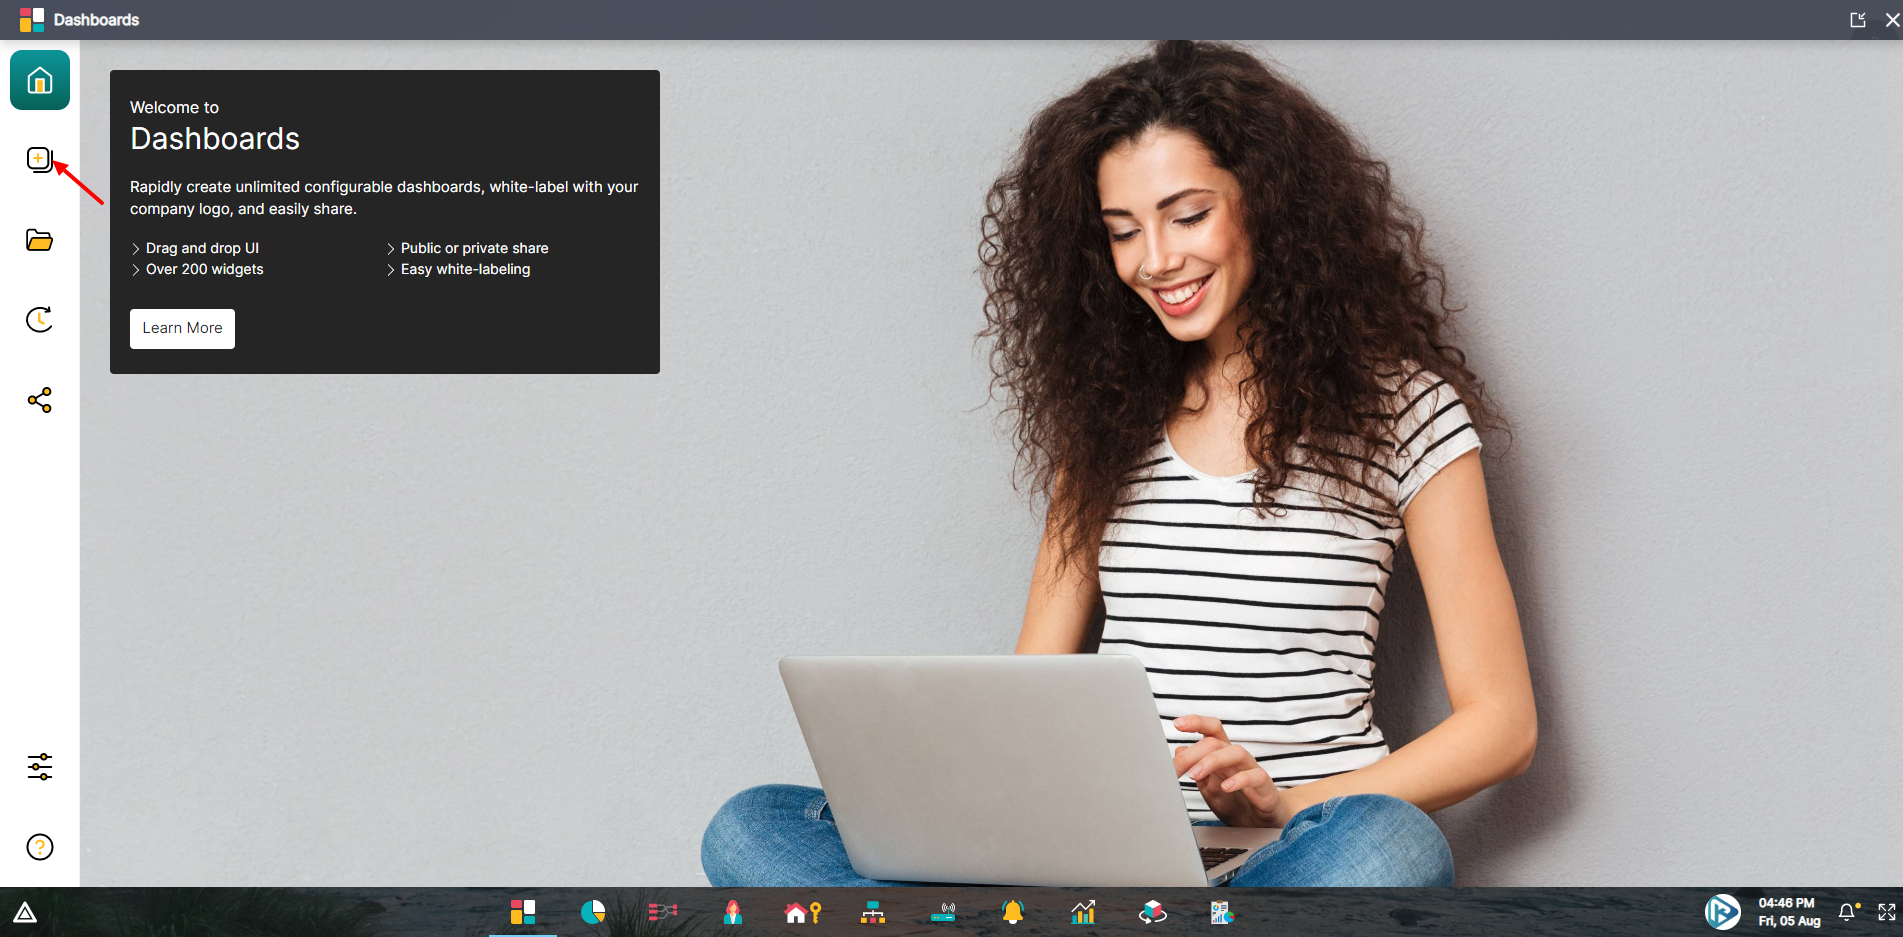 Dashboards
Welcome to
Dashboards
Rapidly create unlimited configurable dashboards, white-label with your
company logo, and easily share.
Drag and drop UI
Public or private share
Over 200 widgets
Easy white-labeling
Learn More
04:46 PM
Fri, 05 Aug